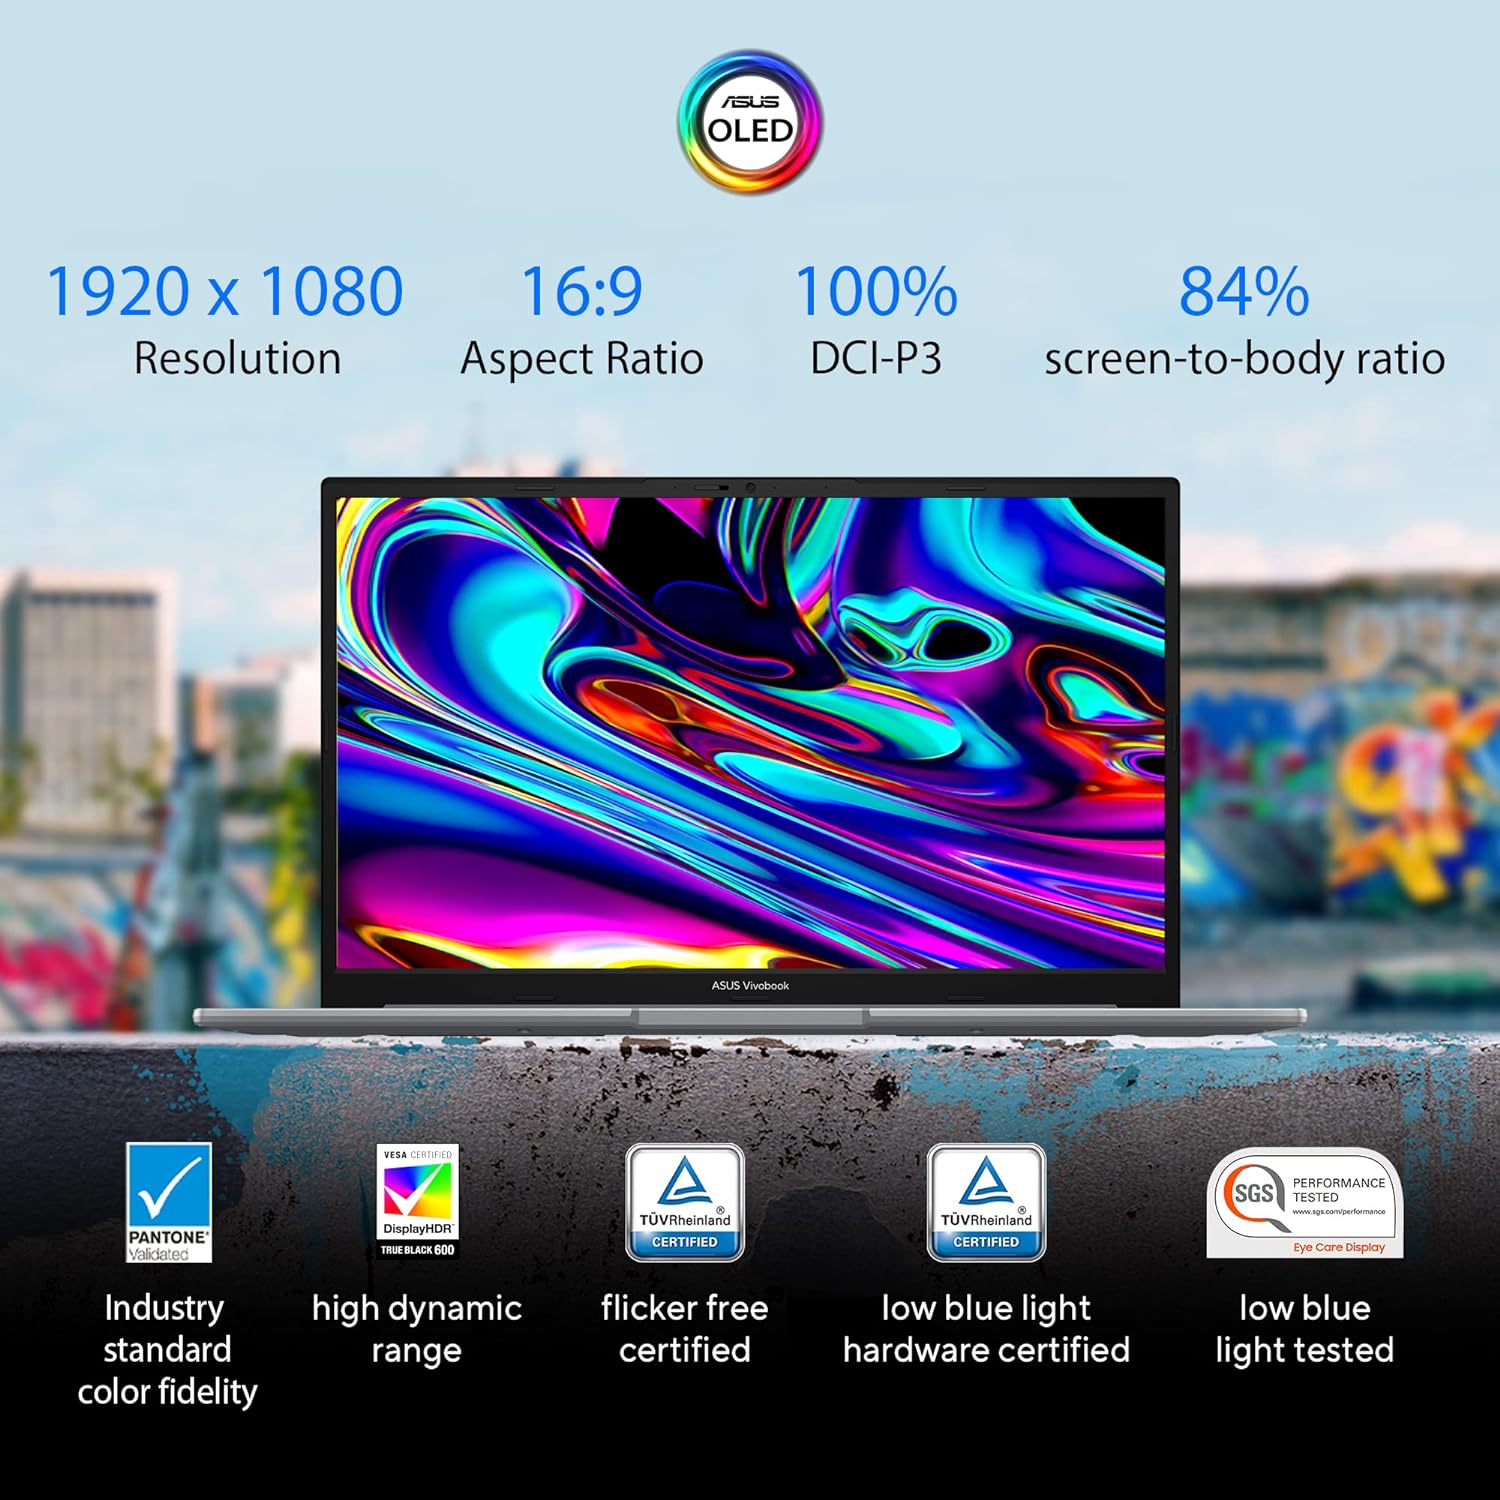 ASUS
OLED
1920 x 1080
Resolution
16:9
Aspect Ratio
100%
DCI-P3
84%
screen-to-body ratio
ASUS Vivobook
PANTONE®
Validated
Industry
standard
color fidelity
VESA CERTIFIED
DisplayHDR™
TRUE BLACK 600
high dynamic
range
TÜVRheinland®
CERTIFIED
flicker free
certified
TÜVRheinland®
CERTIFIED
low blue light
hardware certified
SGS
PERFORMANCE
TESTED
www.sgs.com/performance
Eye Care Display
low blue
light tested